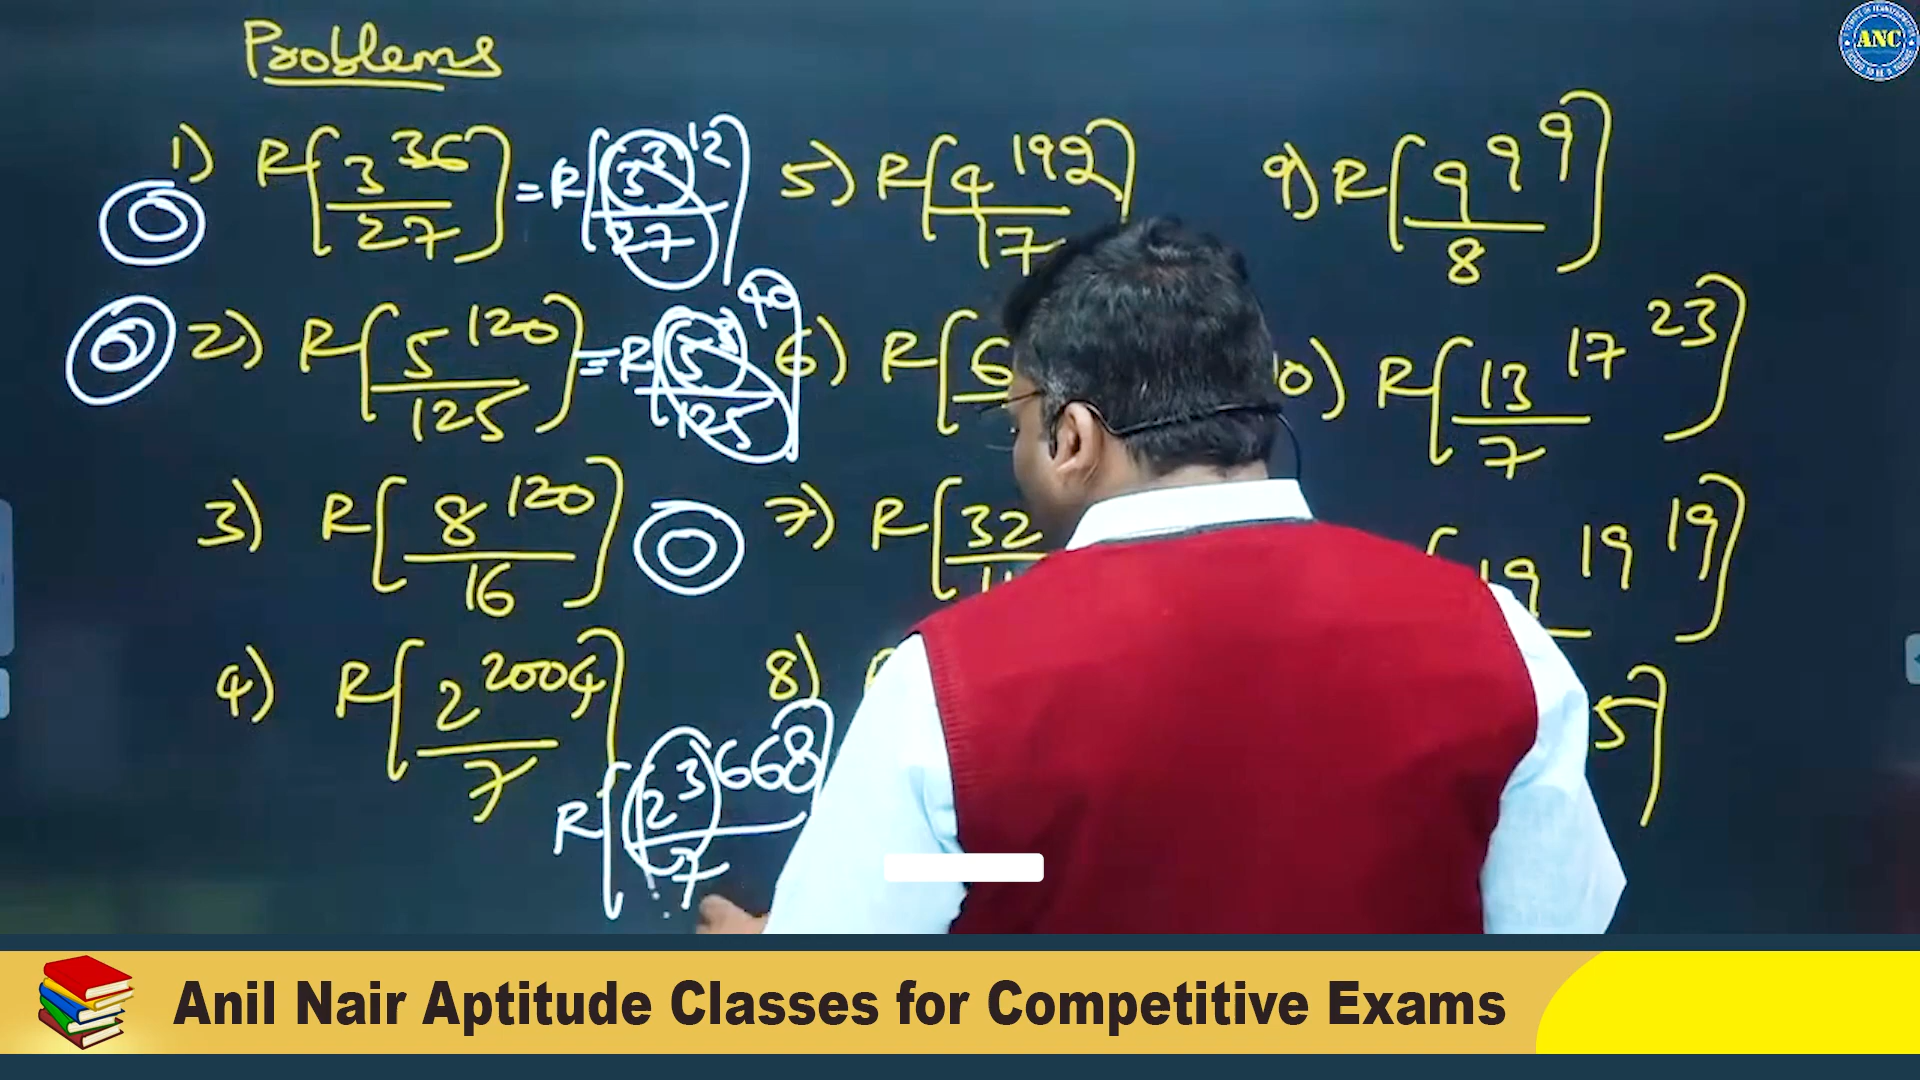 Problems
1) R[3^36/27] = R[(3^3)^12/27]
0
2) R[5^120/125] = R[(5^3)^40/125]
0
3) R[8^120/16]
0
4) R[2^2004/7]
R[(2^3)^668/7]
5) R[4^192/17]
6) R[6
7) R[32
8)
9) R[9^9^9/8]
10) R[13^17^23/7]
19^19^19]
5]
ANC
Anil Nair Aptitude Classes for Competitive Exams